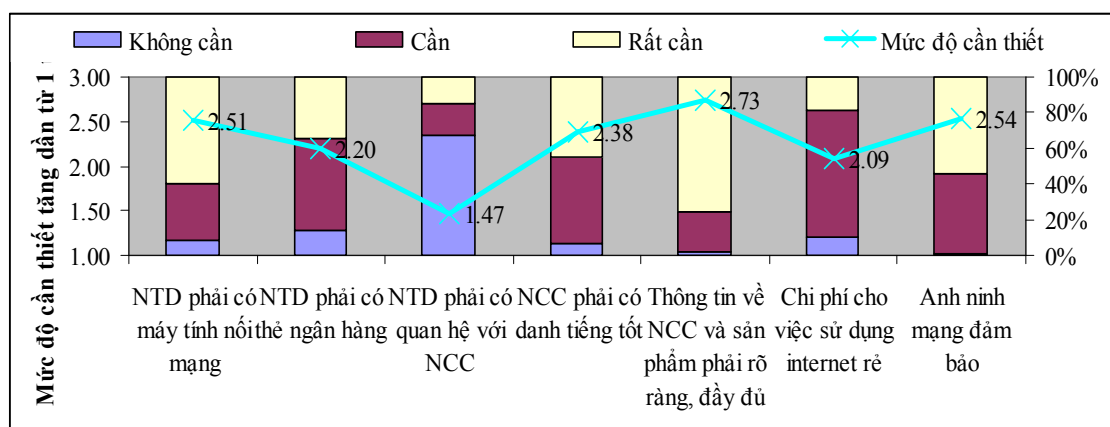 Không cần Cần Rất cần Mức độ cần thiết
Mức độ cần thiết tăng dần từ 1
3.00
2.50
2.00
1.50
1.00
2.51
2.20
1.47
2.38
2.73
2.09
2.54
100%
80%
60%
40%
20%
0%
NTD phải có
máy tính nối
mạng
NTD phải có
thẻ ngân hàng
NTD phải có
quan hệ với
NCC
NCC phải có
danh tiếng tốt
Thông tin về
NCC và sản
phẩm phải rõ
ràng, đầy đủ
Chi phí cho
việc sử dụng
internet rẻ
Anh ninh
mạng đảm
bảo